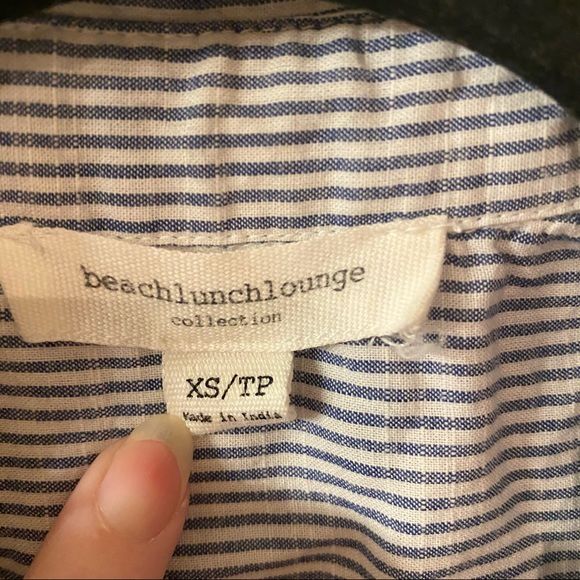 beachlunchlounge
collection
XS/TP
Made in India